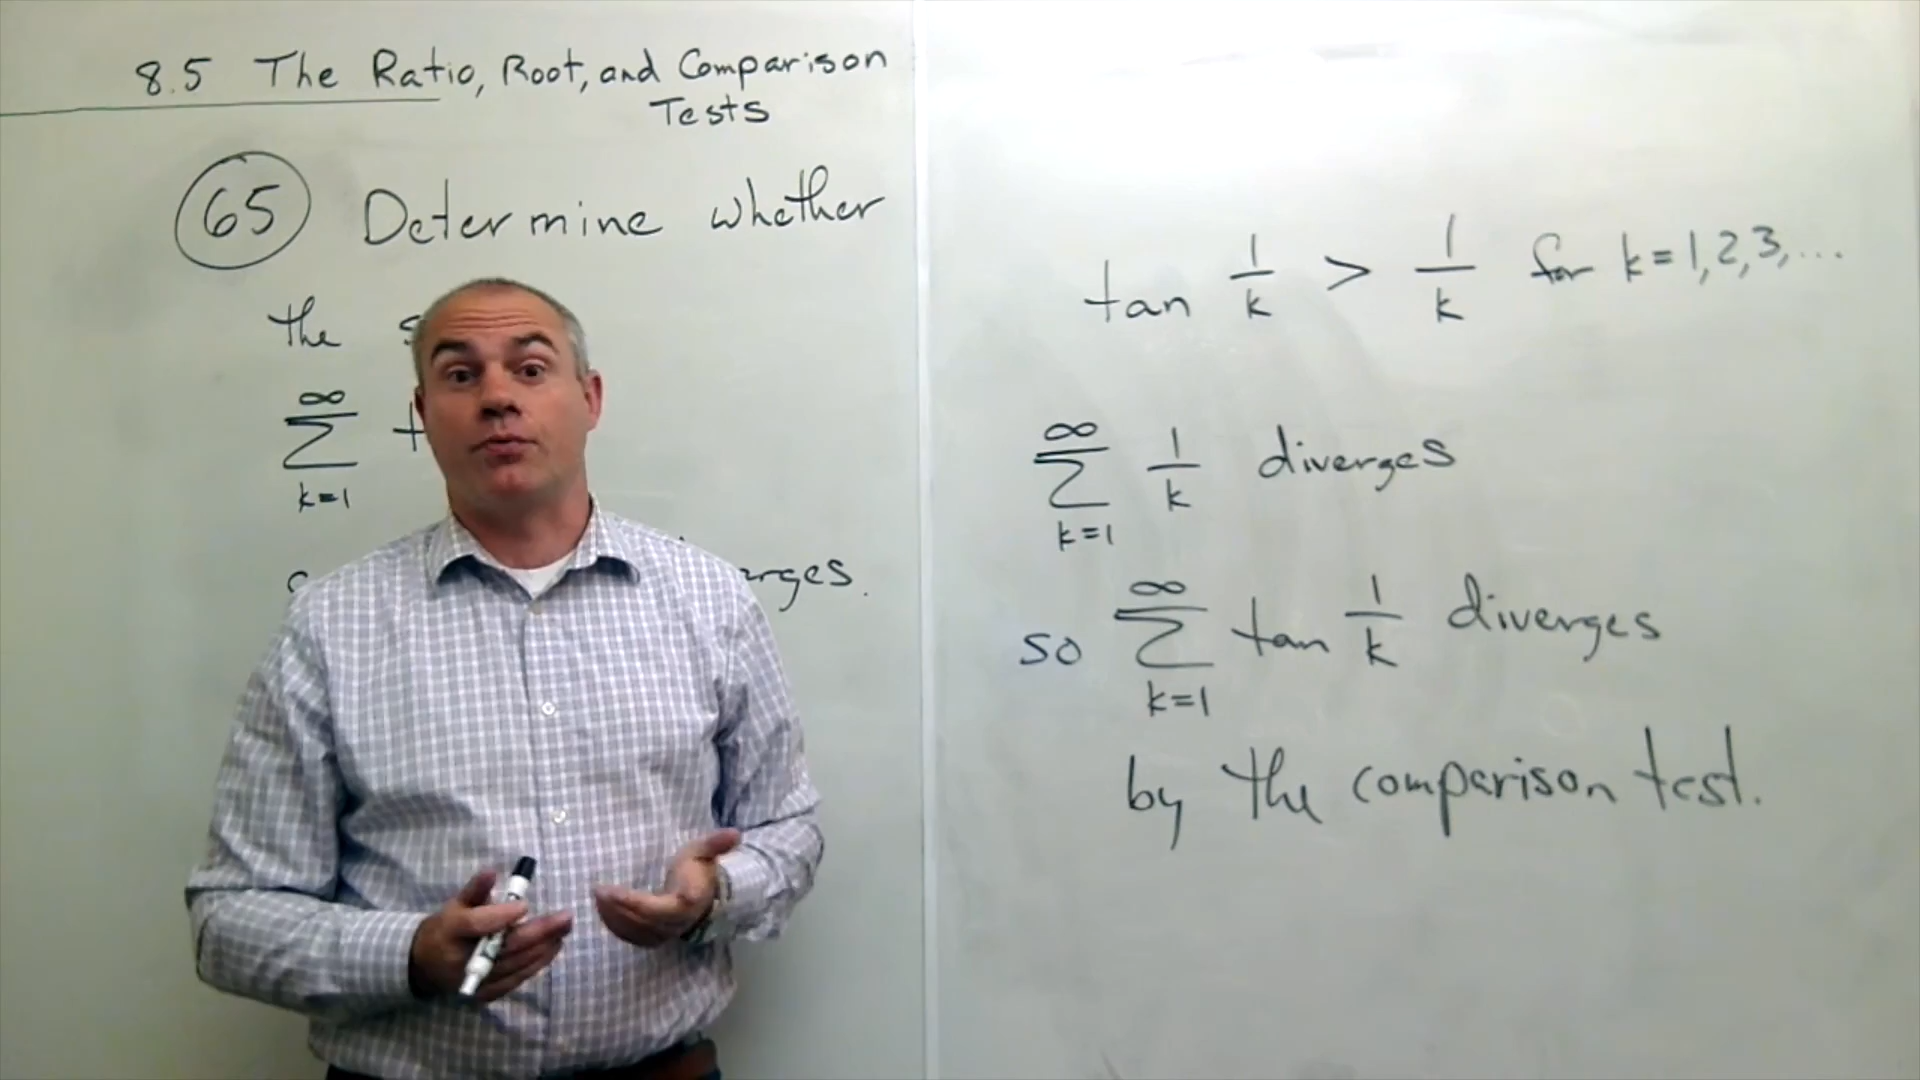 8.5 The Ratio, Root, and Comparison
Tests
65 Determine whether
the
∞
∑
k=1
tan 1/k > 1/k for k=1,2,3,...
∞
∑ 1/k diverges
k=1
∞
so ∑ tan 1/k diverges
k=1
by the comparison test.